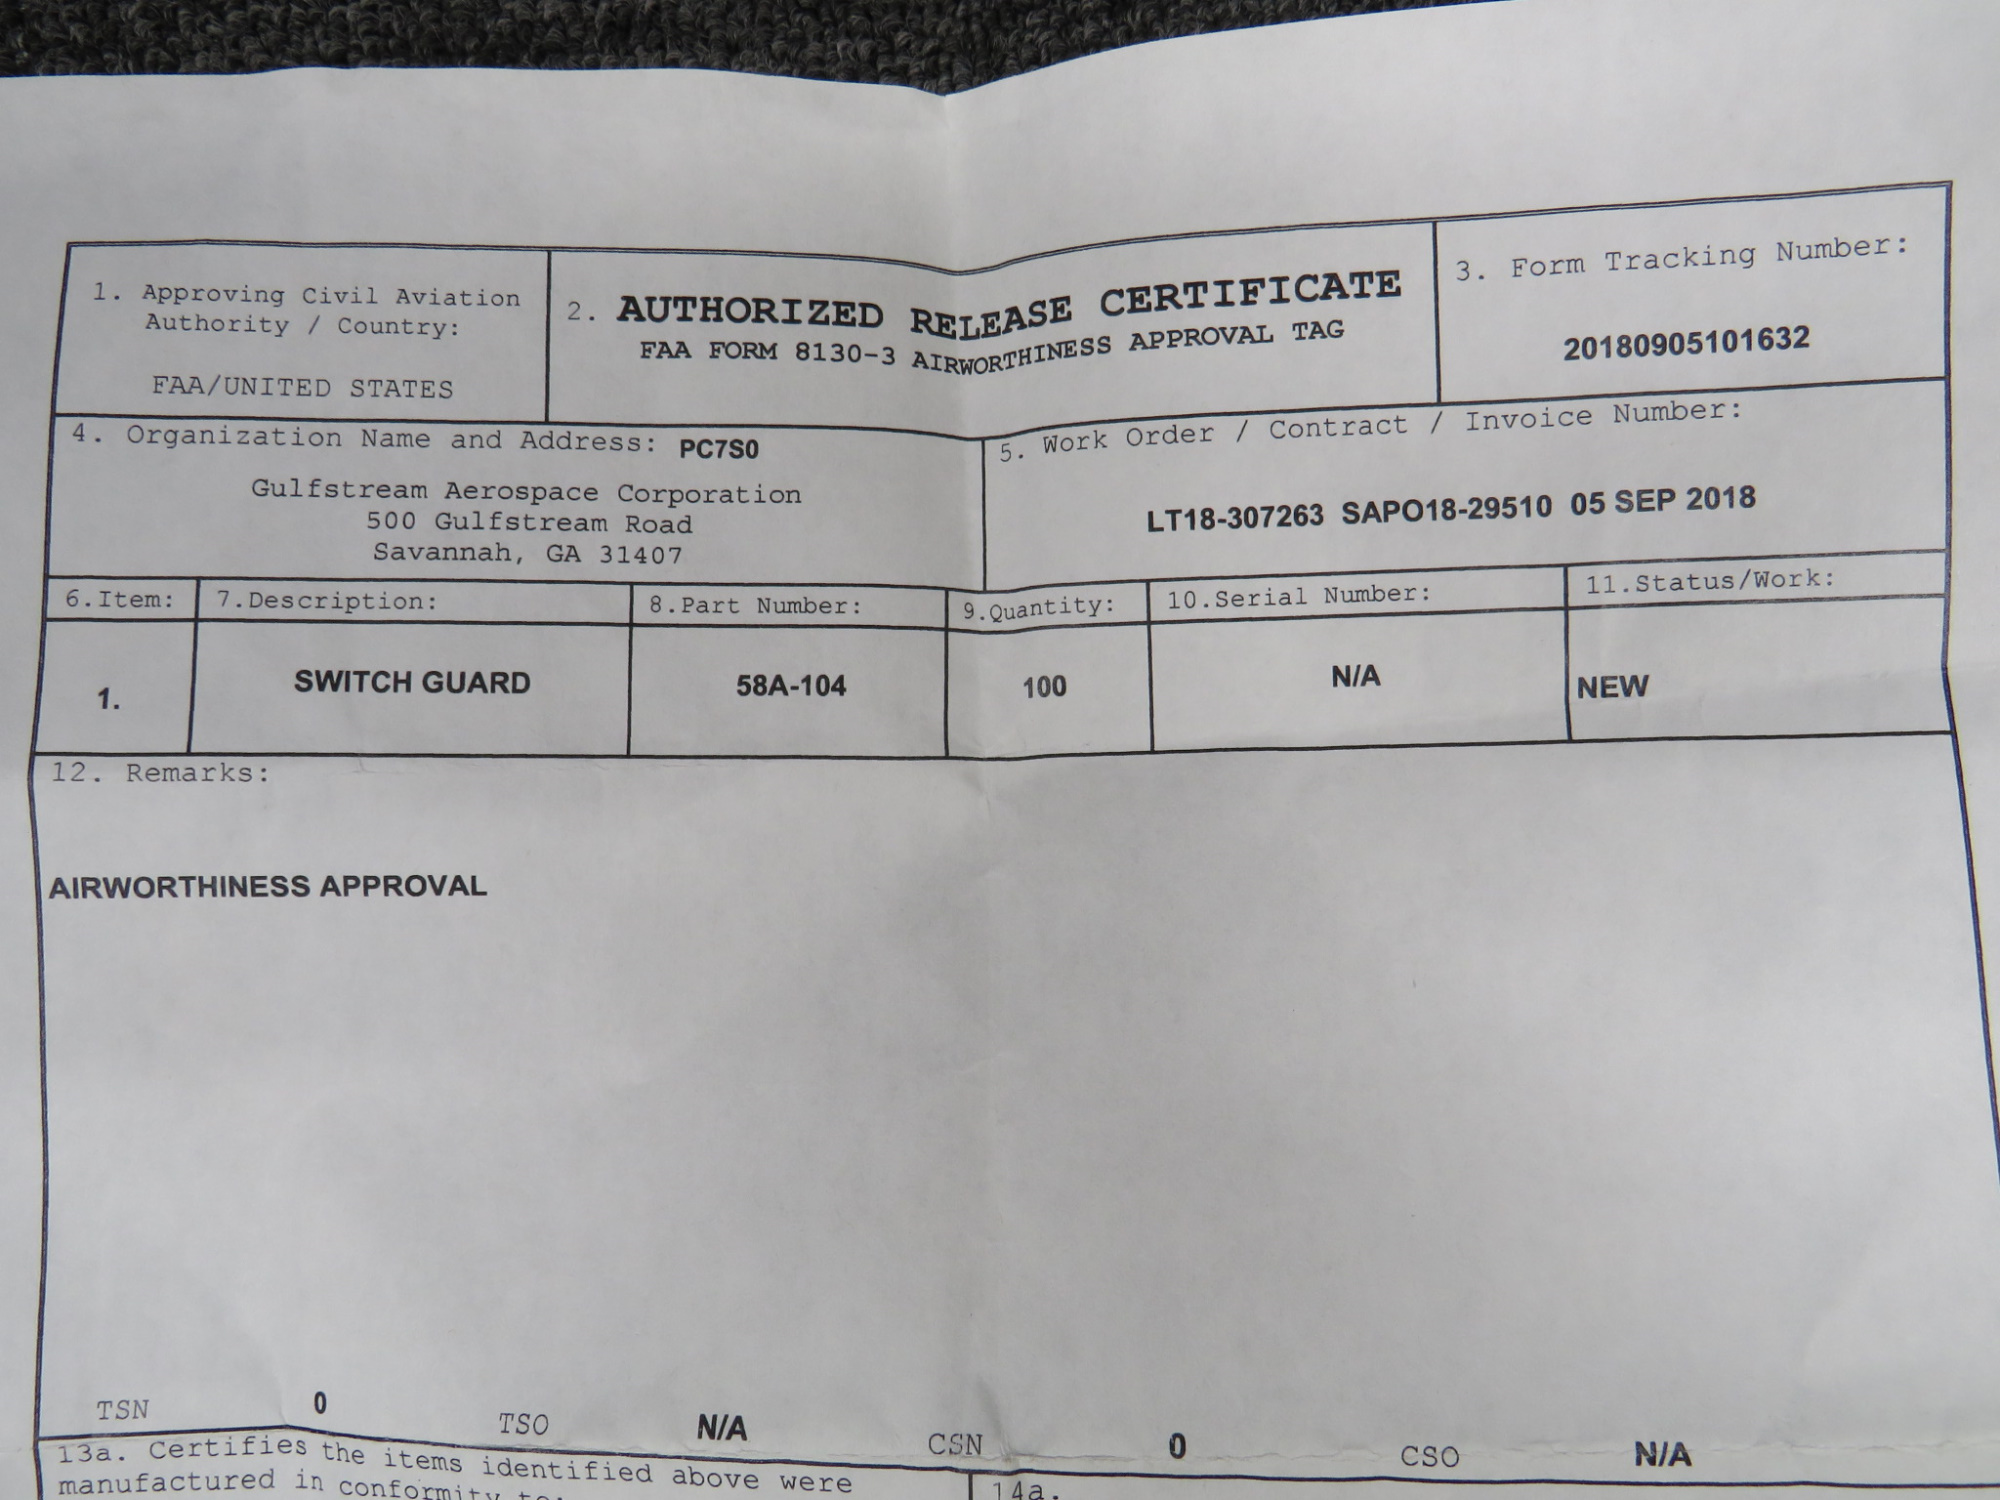 1. Approving Civil Aviation
Authority / Country:
FAA/UNITED STATES
2. AUTHORIZED RELEASE CERTIFICATE
FAA FORM 8130-3 AIRWORTHINESS APPROVAL TAG
3. Form Tracking Number:
20180905101632
4. Organization Name and Address: PC7S0
Gulfstream Aerospace Corporation
500 Gulfstream Road
Savannah, GA 31407
5. Work Order / Contract / Invoice Number:
LT18-307263 SAPO18-29510 05 SEP 2018
6.Item: 7.Description: 8.Part Number: 9.Quantity: 10.Serial Number: 11.Status/Work:
1. SWITCH GUARD 58A-104 100 N/A NEW
12. Remarks:
AIRWORTHINESS APPROVAL
TSN 0 TSO N/A CSN 0 CSO N/A
13a. Certifies the items identified above were
manufactured in conformity to:
14a.